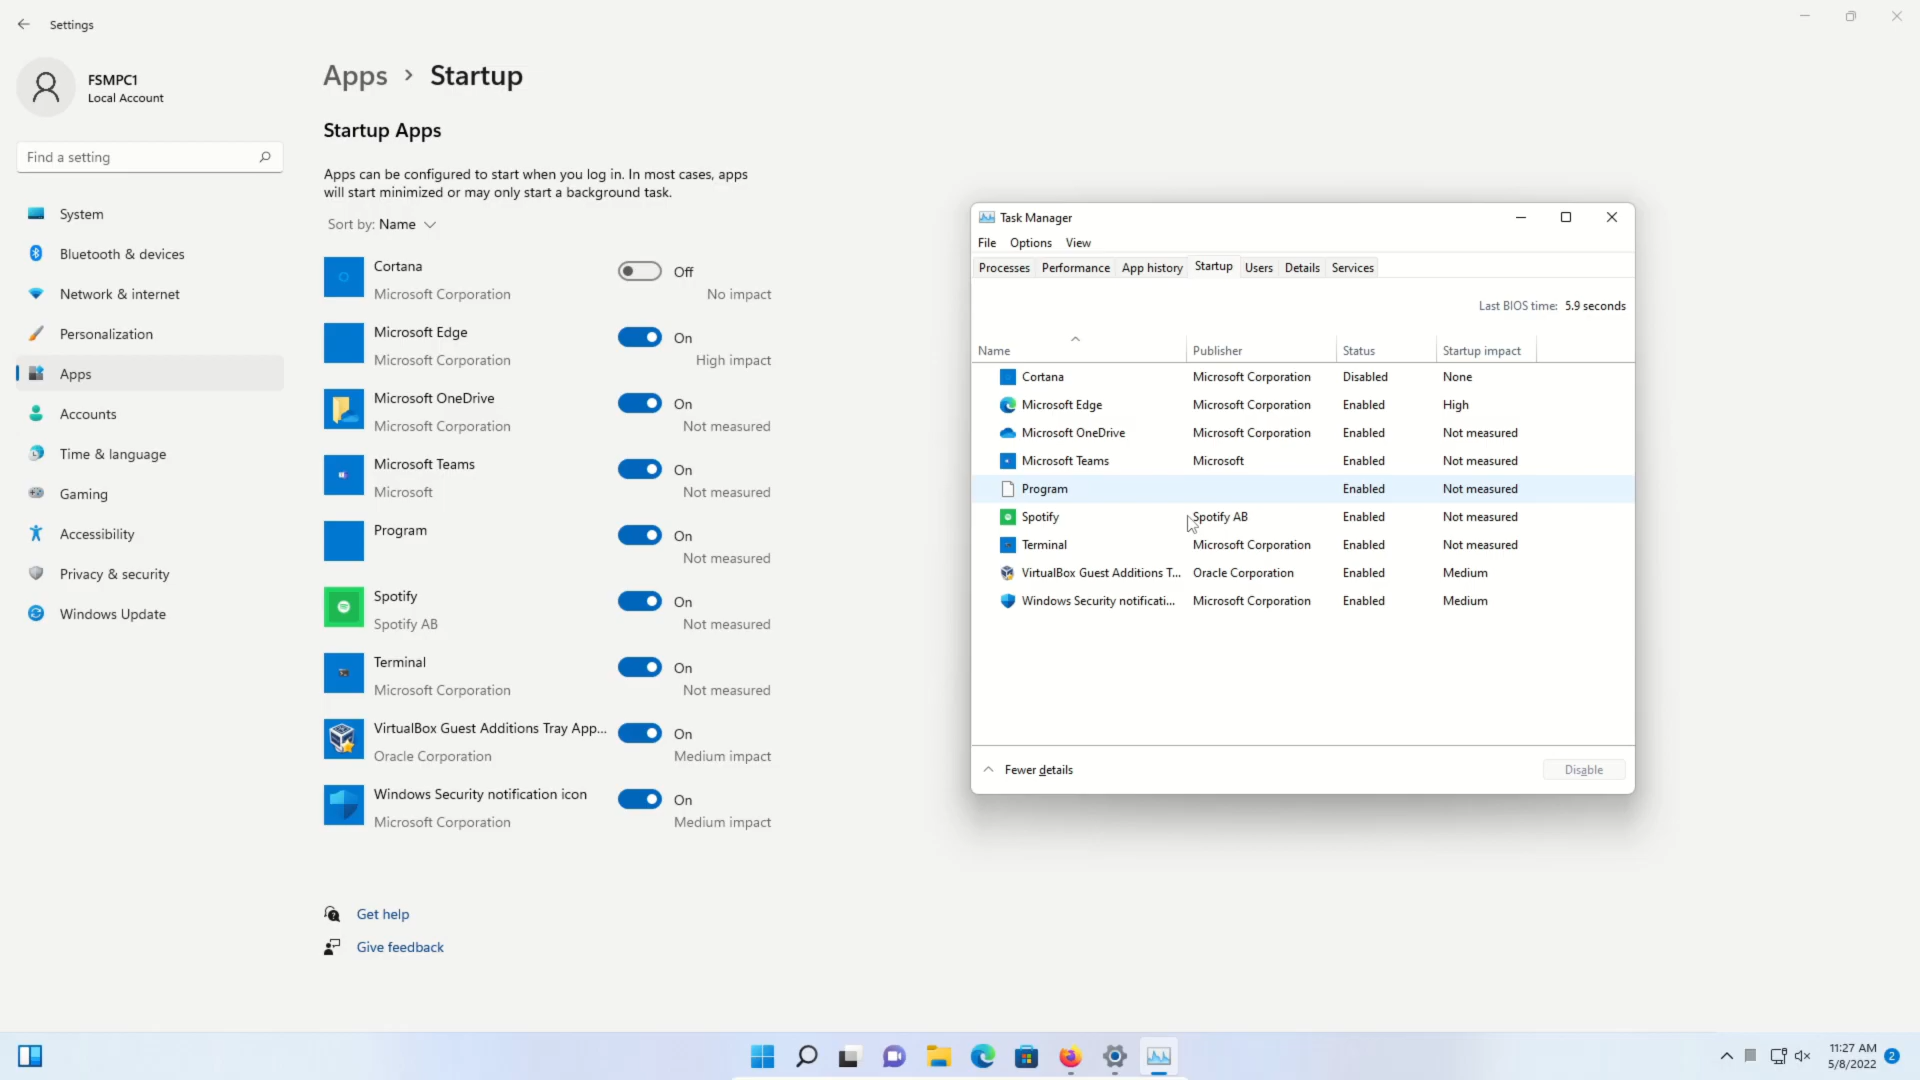 Settings
FSMPC1
Local Account
Find a setting
System
Bluetooth & devices
Network & internet
Personalization
Apps
Accounts
Time & language
Gaming
Accessibility
Privacy & security
Windows Update
Apps > Startup
Startup Apps
Apps can be configured to start when you log in. In most cases, apps
will start minimized or may only start a background task.
Sort by: Name
Cortana
Off
Microsoft Corporation
No impact
Microsoft Edge
On
Microsoft Corporation
High impact
Microsoft OneDrive
On
Microsoft Corporation
Not measured
Microsoft Teams
On
Microsoft
Not measured
Program
On
Not measured
Spotify
On
Spotify AB
Not measured
Terminal
On
Microsoft Corporation
Not measured
VirtualBox Guest Additions Tray App...
On
Oracle Corporation
Medium impact
Windows Security notification icon
On
Microsoft Corporation
Medium impact
Get help
Give feedback
Task Manager
File Options View
Processes Performance App history Startup Users Details Services
Last BIOS time: 5.9 seconds
Name Publisher Status Startup impact
Cortana Microsoft Corporation Disabled None
Microsoft Edge Microsoft Corporation Enabled High
Microsoft OneDrive Microsoft Corporation Enabled Not measured
Microsoft Teams Microsoft Enabled Not measured
Program Enabled Not measured
Spotify Spotify AB Enabled Not measured
Terminal Microsoft Corporation Enabled Not measured
VirtualBox Guest Additions T... Oracle Corporation Enabled Medium
Windows Security notificati... Microsoft Corporation Enabled Medium
Fewer details
Disable
11:27 AM
5/8/2022
2